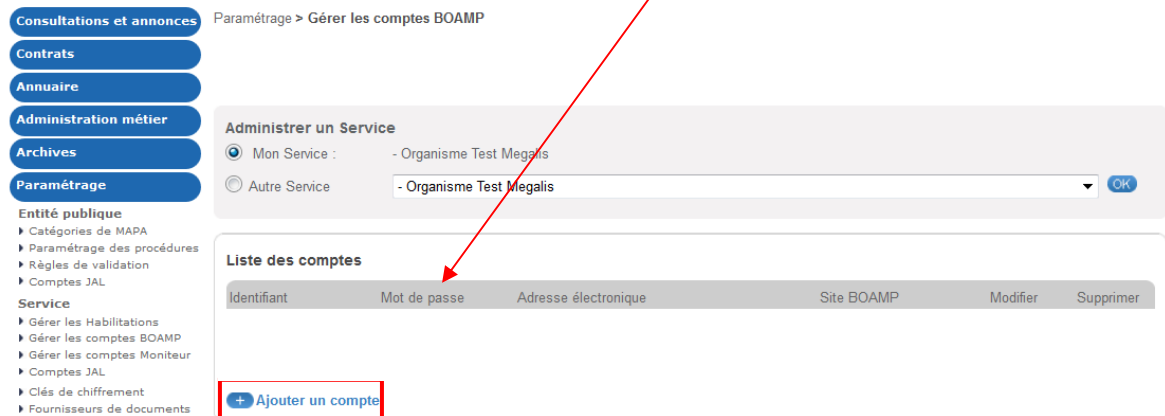 Paramétrage > Gérer les comptes BOAMP
Consultations et annonces
Contrats
Annuaire
Administration métier
Archives
Paramétrage
Entité publique
Catégories de MAPA
Paramétrage des procédures
Règles de validation
Comptes JAL
Service
Gérer les Habilitations
Gérer les comptes BOAMP
Gérer les comptes Moniteur
Comptes JAL
Clés de chiffrement
Fournisseurs de documents
Administrer un Service
Mon Service : - Organisme Test Megalis
Autre Service - Organisme Test Megalis OK
Liste des comptes
Identifiant Mot de passe Adresse électronique Site BOAMP Modifier Supprimer
+ Ajouter un compte